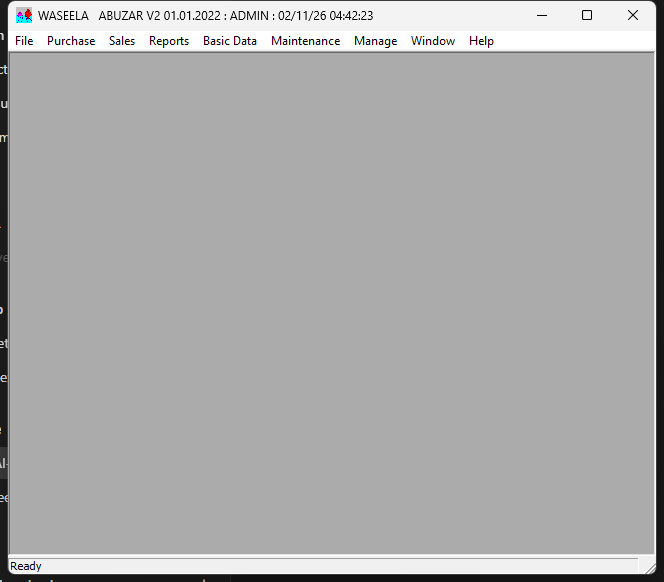 WASEELA ABUZAR V2 01.01.2022 : ADMIN : 02/11/26 04:42:23
File Purchase Sales Reports Basic Data Maintenance Manage Window Help
Ready